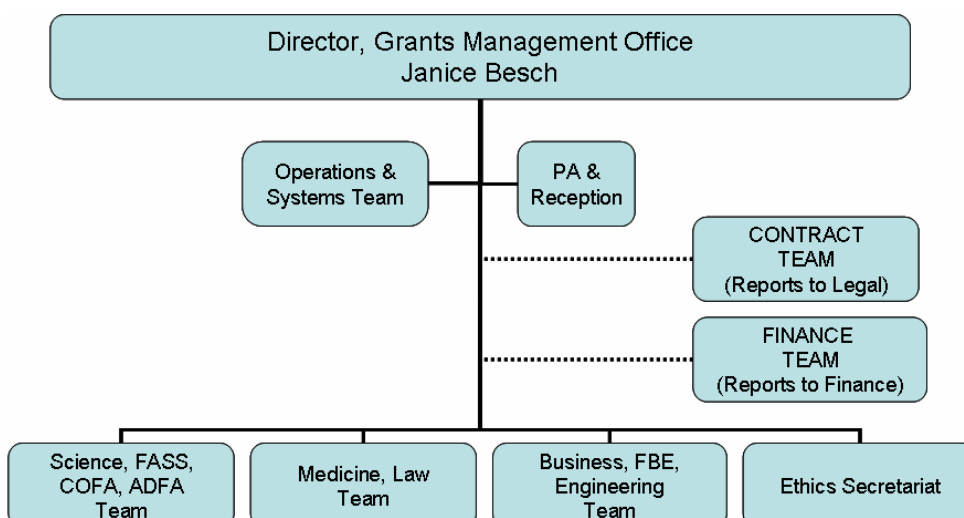 Director, Grants Management Office
Janice Besch
Operations &
Systems Team
PA &
Reception
CONTRACT
TEAM
(Reports to Legal)
FINANCE
TEAM
(Reports to Finance)
Science, FASS,
COFA, ADFA
Team
Medicine, Law
Team
Business, FBE,
Engineering
Team
Ethics Secretariat